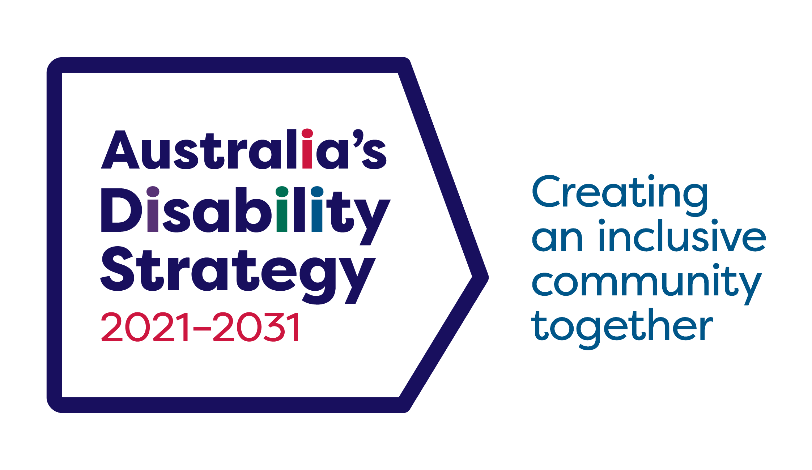 Australia's
Disability
Strategy
2021–2031
Creating
an inclusive
community
together